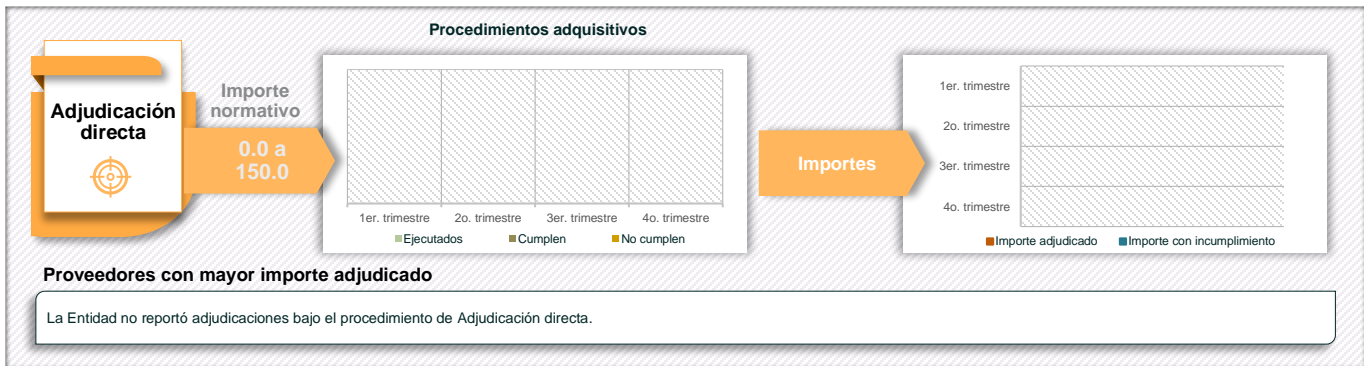 Procedimientos adquisitivos
Adjudicación
directa
Importe
normativo
0.0 a
150.0
1er. trimestre
2o. trimestre
3er. trimestre
4o. trimestre
Ejecutados
Cumplen
No cumplen
Importes
1er. trimestre
2o. trimestre
3er. trimestre
4o. trimestre
Importe adjudicado
Importe con incumplimiento
Proveedores con mayor importe adjudicado
La Entidad no reportó adjudicaciones bajo el procedimiento de Adjudicación directa.